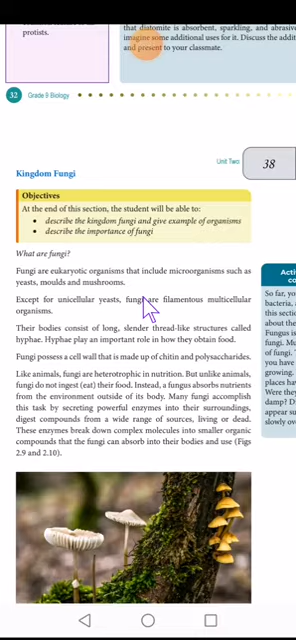 protists.
that distomite is absorbent, sparkling, and abrasive
imagine some additional uses for it. Discuss the addit
and present to your classmate.
32 Grade 9 Biology
Unit Two
38
Kingdom Fungi
Objectives
At the end of this section, the student will be able to:
• describe the kingdom fungi and give example of organisms
• describe the importance of fungi
What are fungi?
Fungi are eukaryotic organisms that include microorganisms such as
yeasts, moulds and mushrooms.
Except for unicellular yeasts, fungi are filamentous multicellular
organisms.
Their bodies consist of long, slender thread-like structures called
hyphae. Hyphae play an important role in how they obtain food.
Fungi possess a cell wall that is made up of chitin and polysaccharides.
Like animals, fungi are heterotrophic in nutrition. But unlike animals,
fungi do not ingest (eat) their food. Instead, a fungus absorbs nutrients
from the environment outside of its body. Many fungi accomplish
this task by secreting powerful enzymes into their surroundings,
digest compounds from a wide range of sources, living or dead.
These enzymes break down complex molecules into smaller organic
compounds that the fungi can absorb into their bodies and use (Figs
2.9 and 2.10).
Acti
co
So far, yo
bacteria, a
this section
about the
Fungus is
fungi. Mu
of fungi. T
you have
growing.
places hav
Were they
damp? D
appear su
slowly ove